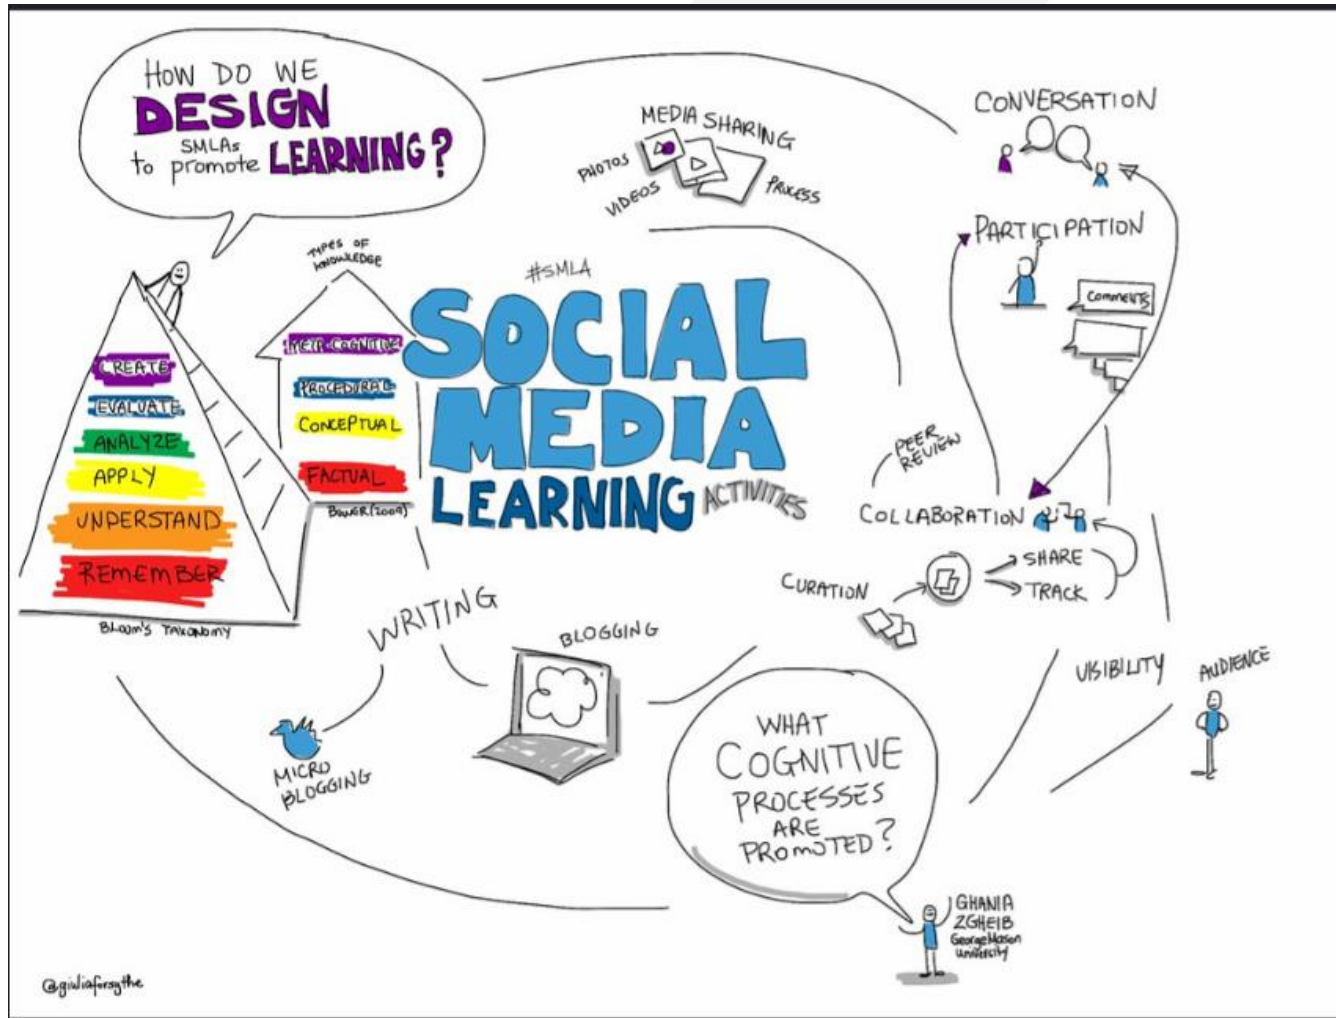 HOW DO WE
DESIGN
SMLAs
to promote LEARNING?
MEDIA SHARING
PHOTOS
VIDEOS
PROCESS
CONVERSATION
PARTICIPATION
Comments
TYPES OF
KNOWLEDGE
META-COGNITIVE
PROCEDURAL
CONCEPTUAL
FACTUAL
CREATE
EVALUATE
ANALYZE
APPLY
UNDERSTAND
REMEMBER
BLOOM'S TAXONOMY
#SMLA
SOCIAL
MEDIA
LEARNING ACTIVITIES
PEER
REVIEW
COLLABORATION
SHARE
TRACK
CURATION
WRITING
BLOGGING
MICRO
BLOGGING
VISIBILITY
AUDIENCE
WHAT
COGNITIVE
PROCESSES
ARE
PROMOTED?
GHANIA
ZGHEIB
George Mason
university
@giuliaforsythe